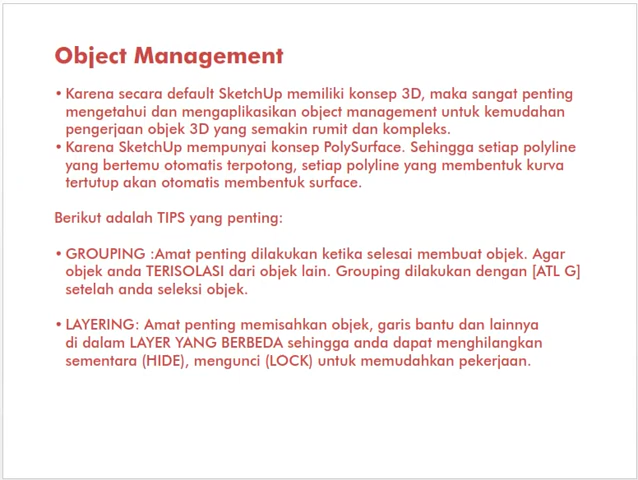 Object Management
• Karena secara default SketchUp memiliki konsep 3D, maka sangat penting
mengetahui dan mengaplikasikan object management untuk kemudahan
pengerjaan objek 3D yang semakin rumit dan kompleks.
• Karena SketchUp mempunyai konsep PolySurface. Sehingga setiap polyline
yang bertemu otomatis terpotong, setiap polyline yang membentuk kurva
tertutup akan otomatis membentuk surface.
Berikut adalah TIPS yang penting:
• GROUPING :Amat penting dilakukan ketika selesai membuat objek. Agar
objek anda TERISOLASI dari objek lain. Grouping dilakukan dengan [ATL G]
setelah anda seleksi objek.
• LAYERING: Amat penting memisahkan objek, garis bantu dan lainnya
di dalam LAYER YANG BERBEDA sehingga anda dapat menghilangkan
sementara (HIDE), mengunci (LOCK) untuk memudahkan pekerjaan.